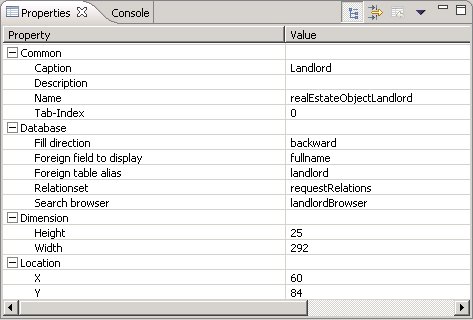 Properties Console
Property Value
Common
Caption Landlord
Description
Name realEstateObjectLandlord
Tab-Index 0
Database
Fill direction backward
Foreign field to display fullname
Foreign table alias landlord
Relationset requestRelations
Search browser landlordBrowser
Dimension
Height 25
Width 292
Location
X 60
Y 84